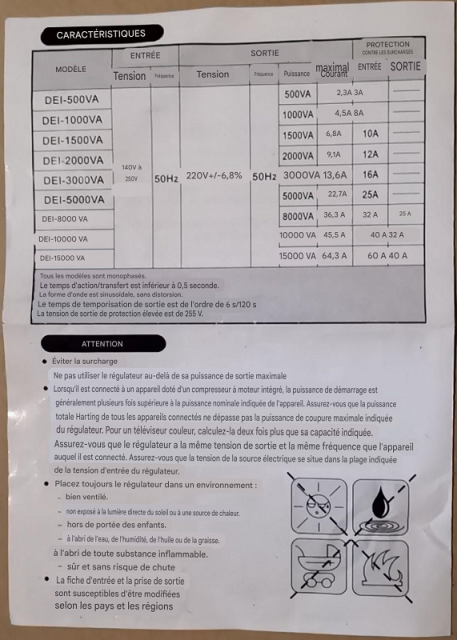 CARACTÉRISTIQUES
MODÈLE ENTRÉE SORTIE PROTECTION
CONTRE LES SURCHARGES
Tension Fréquence Tension Fréquence Puissance maximal Courant ENTRÉE SORTIE
DEI-500VA 500VA 2,3A 3A
DEI-1000VA 1000VA 4,5A 8A
DEI-1500VA 1500VA 6,8A 10A
DEI-2000VA 2000VA 9,1A 12A
140V à 250V 50Hz 220V+/-6,8% 50Hz
DEI-3000VA 3000VA 13,6A 16A
DEI-5000VA 5000VA 22,7A 25A
DEI-8000 VA 8000VA 36,3 A 32 A 25 A
DEI-10000 VA 10000 VA 45,5 A 40 A 32 A
DEI-15000 VA 15000 VA 64,3 A 60 A 40 A
Tous les modèles sont monophasés.
Le temps d'action/transfert est inférieur à 0,5 seconde.
La forme d'onde est sinusoïdale, sans distorsion.
Le temps de temporisation de sortie est de l'ordre de 6 s/120 s
La tension de sortie de protection élevée est de 255 V.
ATTENTION
● Éviter la surcharge
Ne pas utiliser le régulateur au-delà de sa puissance de sortie maximale
● Lorsqu'il est connecté à un appareil doté d'un compresseur à moteur intégré, la puissance de démarrage est
généralement plusieurs fois supérieure à la puissance nominale indiquée de l'appareil. Assurez-vous que la puissance
totale Harting de tous les appareils connectés ne dépasse pas la puissance de coupure maximale indiquée
du régulateur. Pour un téléviseur couleur, calculez-la deux fois plus que sa capacité indiquée.
Assurez-vous que le régulateur a la même tension de sortie et la même fréquence que l'appareil
auquel il est connecté. Assurez-vous que la tension de la source électrique se situe dans la plage indiquée
de la tension d'entrée du régulateur.
● Placez toujours le régulateur dans un environnement :
- bien ventilé.
- non exposé à la lumière directe du soleil ou à une source de chaleur.
- hors de portée des enfants.
- à l'abri de l'eau, de l'humidité, de l'huile ou de la graisse.
à l'abri de toute substance inflammable.
- sûr et sans risque de chute
● La fiche d'entrée et la prise de sortie
sont susceptibles d'être modifiées
selon les pays et les régions